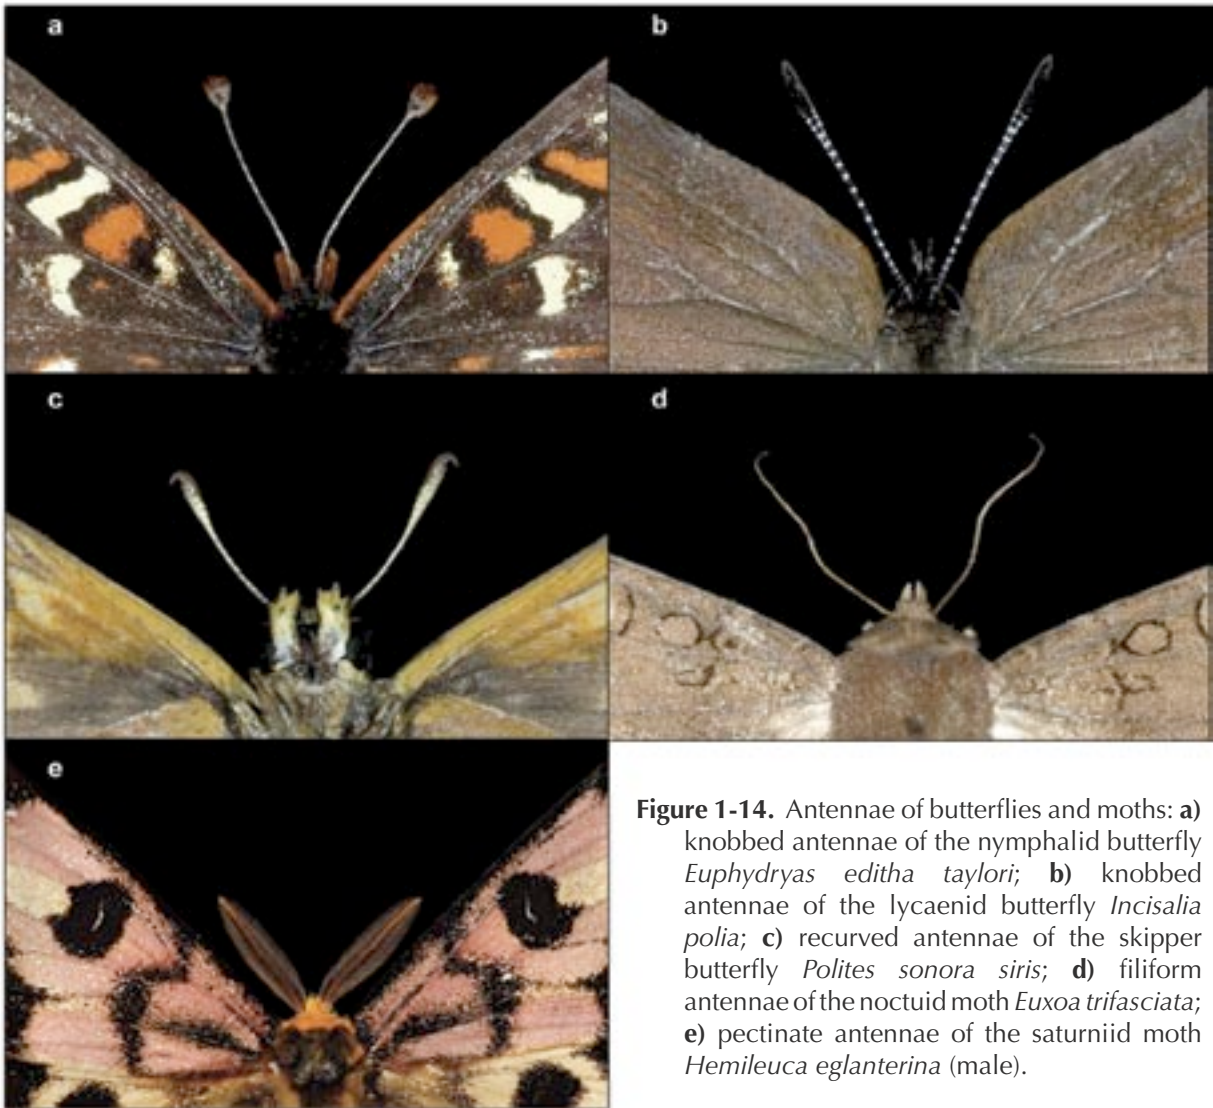 a
b
c
d
e
Figure 1-14. Antennae of butterflies and moths: a)
knobbed antennae of the nymphalid butterfly
Euphydryas editha taylori; b) knobbed
antennae of the lycaenid butterfly Incisalia
polia; c) recurved antennae of the skipper
butterfly Polites sonora siris; d) filiform
antennae of the noctuid moth Euxoa trifasciata;
e) pectinate antennae of the saturniid moth
Hemileuca eglanterina (male).